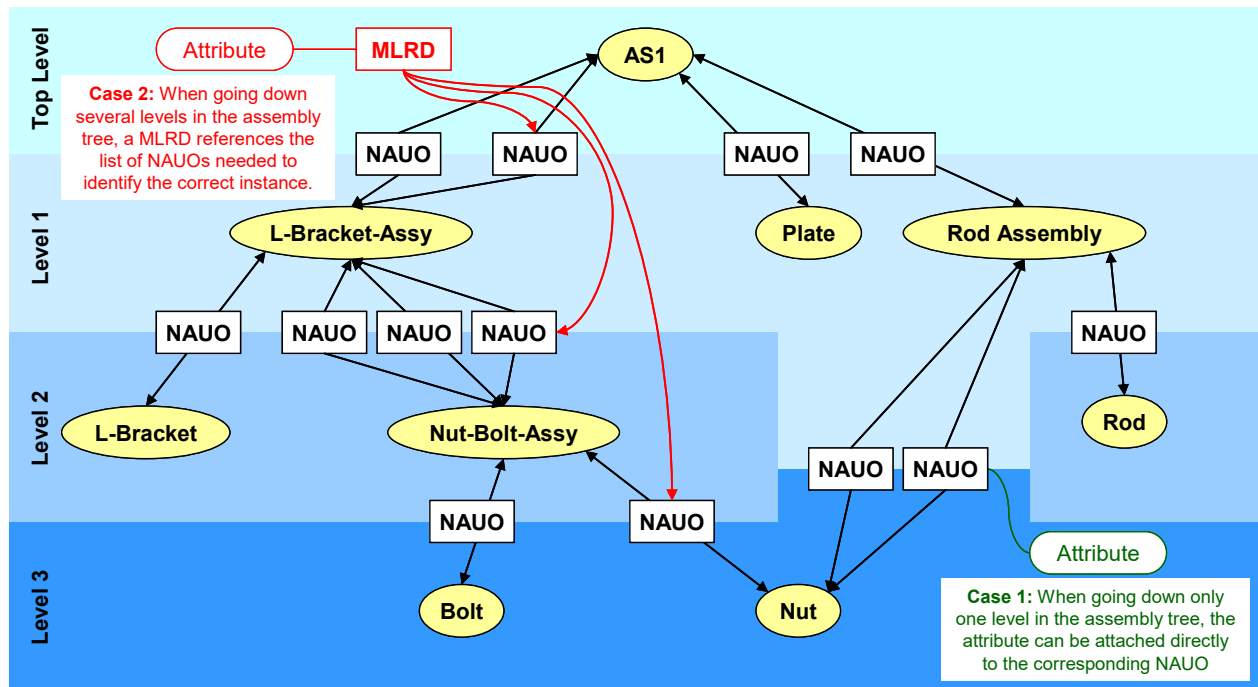 Top Level
Attribute
MLRD
AS1
Case 2: When going down
several levels in the assembly
tree, a MLRD references the
list of NAUOs needed to
identify the correct instance.
NAUO
NAUO
NAUO
NAUO
Level 1
L-Bracket-Assy
Plate
Rod Assembly
NAUO
NAUO
NAUO
NAUO
NAUO
Level 2
L-Bracket
Nut-Bolt-Assy
Rod
NAUO
NAUO
NAUO
NAUO
Level 3
Attribute
Bolt
Nut
Case 1: When going down only
one level in the assembly tree, the
attribute can be attached directly
to the corresponding NAUO